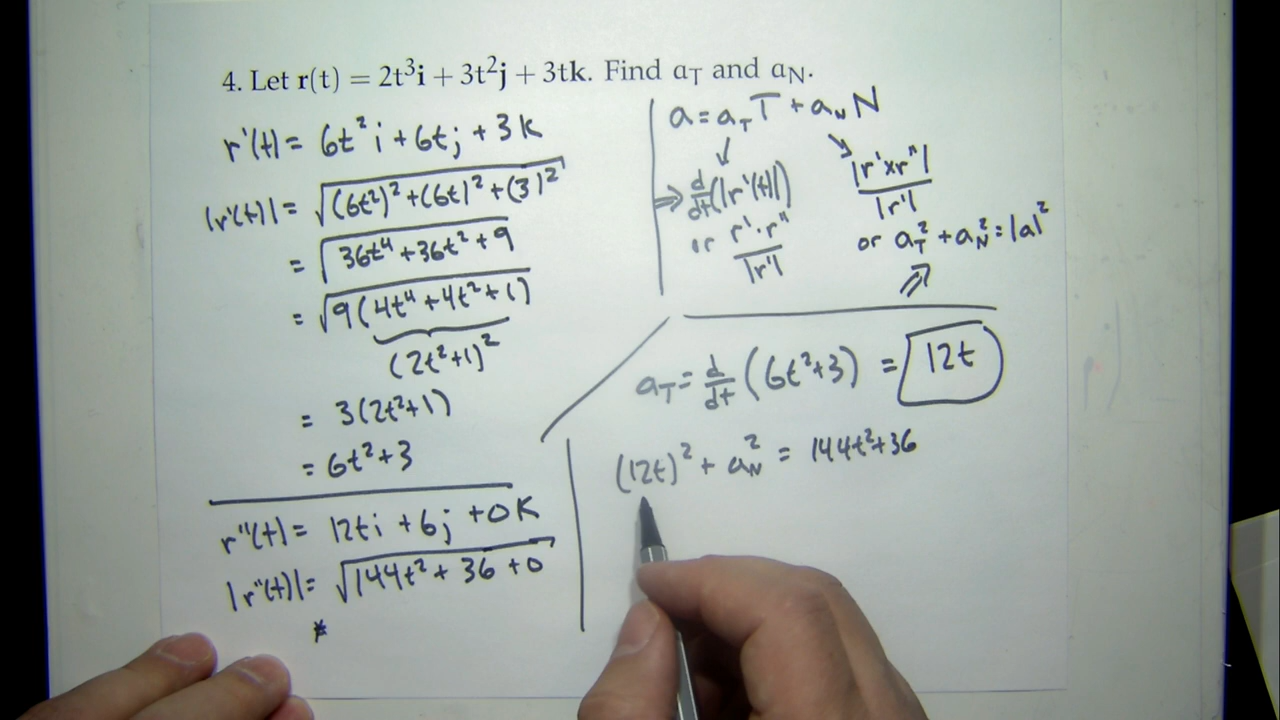 4. Let r(t) = 2t³i + 3t²j + 3tk. Find a_T and a_N.
r'(t) = 6t²i + 6tj + 3k
|r'(t)| = √((6t²)² + (6t)² + (3)²)
= √(36t⁴ + 36t² + 9)
= √(9(4t⁴ + 4t² + 1))
(2t²+1)²
= 3(2t²+1)
= 6t²+3
r"(t) = 12ti + 6j + 0k
|r"(t)| = √(144t² + 36 + 0)
*
a = a_T T + a_N N
↓ ↘
⇒ d/dt(|r'(t)|) |r'×r"|/|r'|
or r'·r"/|r'| or a_T² + a_N² = |a|²
⇗
a_T = d/dt (6t²+3) = 12t
(12t)² + a_N² = 144t²+36